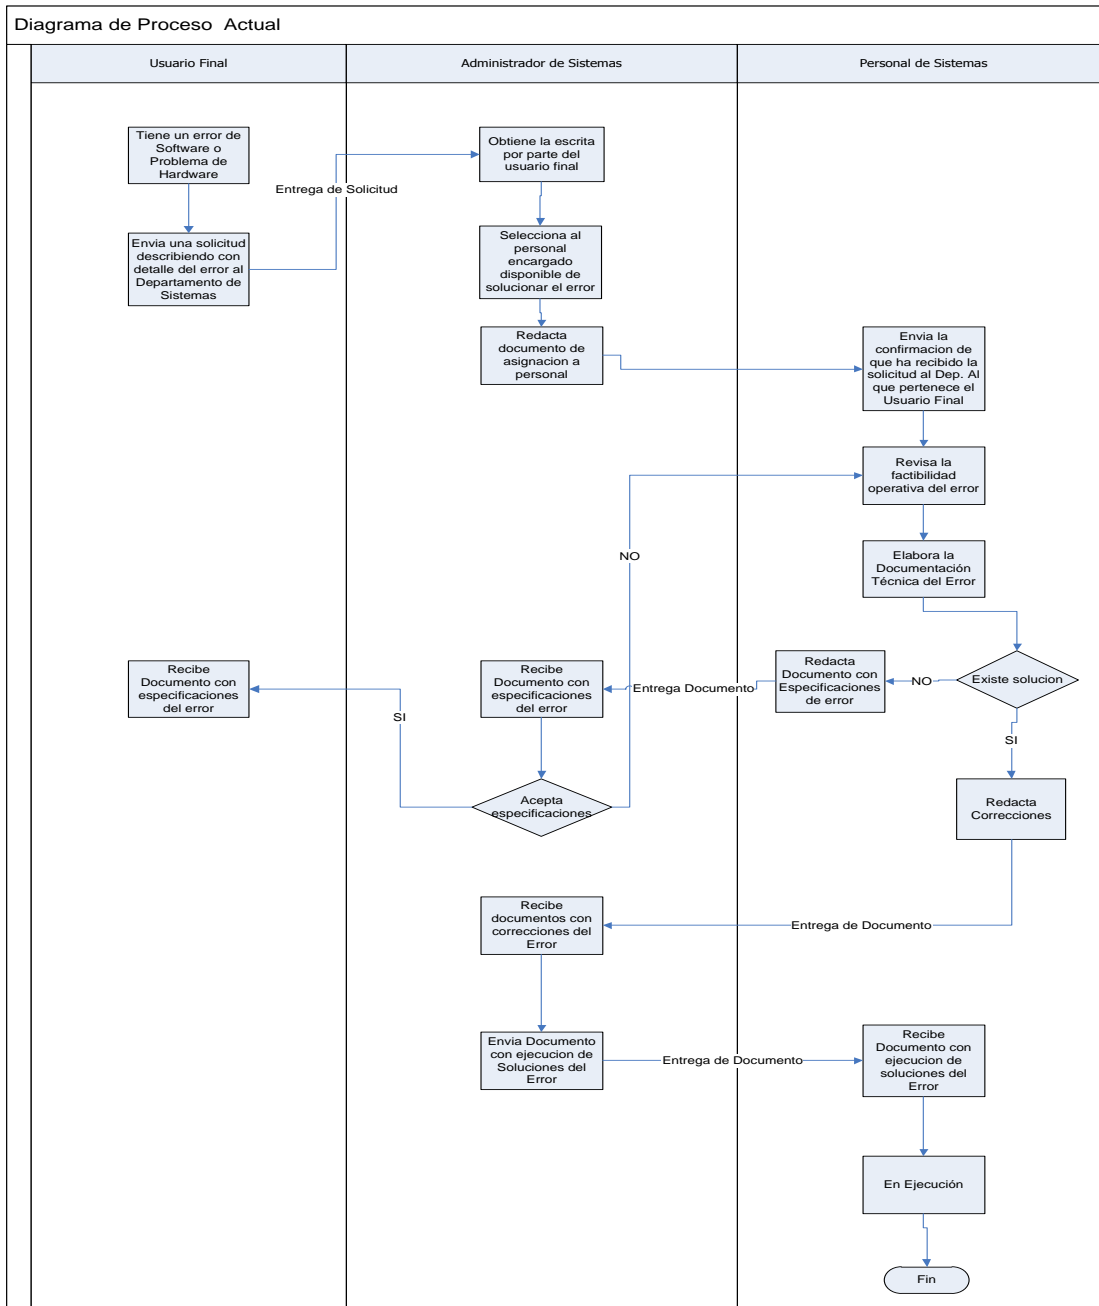 Diagrama de Proceso  Actual
Usuario Final
Administrador de Sistemas
Personal de Sistemas
Tiene un error de
Software o
Problema de
Hardware
Envia una solicitud
describiendo con
detalle del error al
Departamento de
Sistemas
Entrega de Solicitud
Obtiene la escrita
por parte del
usuario final
Selecciona al
personal
encargado
disponible de
solucionar el error
Redacta
documento de
asignacion a
personal
Envia la
confirmacion de
que ha recibido la
solicitud al Dep. Al
que pertenece el
Usuario Final
Revisa la
factibilidad
operativa del error
Elabora la
Documentación
Técnica del Error
Existe solucion
NO
Redacta
Documento con
Especificaciones
de error
Entrega Documento
Recibe
Documento con
especificaciones
del error
Acepta
especificaciones
NO
SI
Recibe
Documento con
especificaciones
del error
SI
Redacta
Correcciones
Entrega de Documento
Recibe
documentos con
correcciones del
Error
Envia Documento
con ejecucion de
Soluciones del
Error
Entrega de Documento
Recibe
Documento con
ejecucion de
soluciones del
Error
En Ejecución
Fin